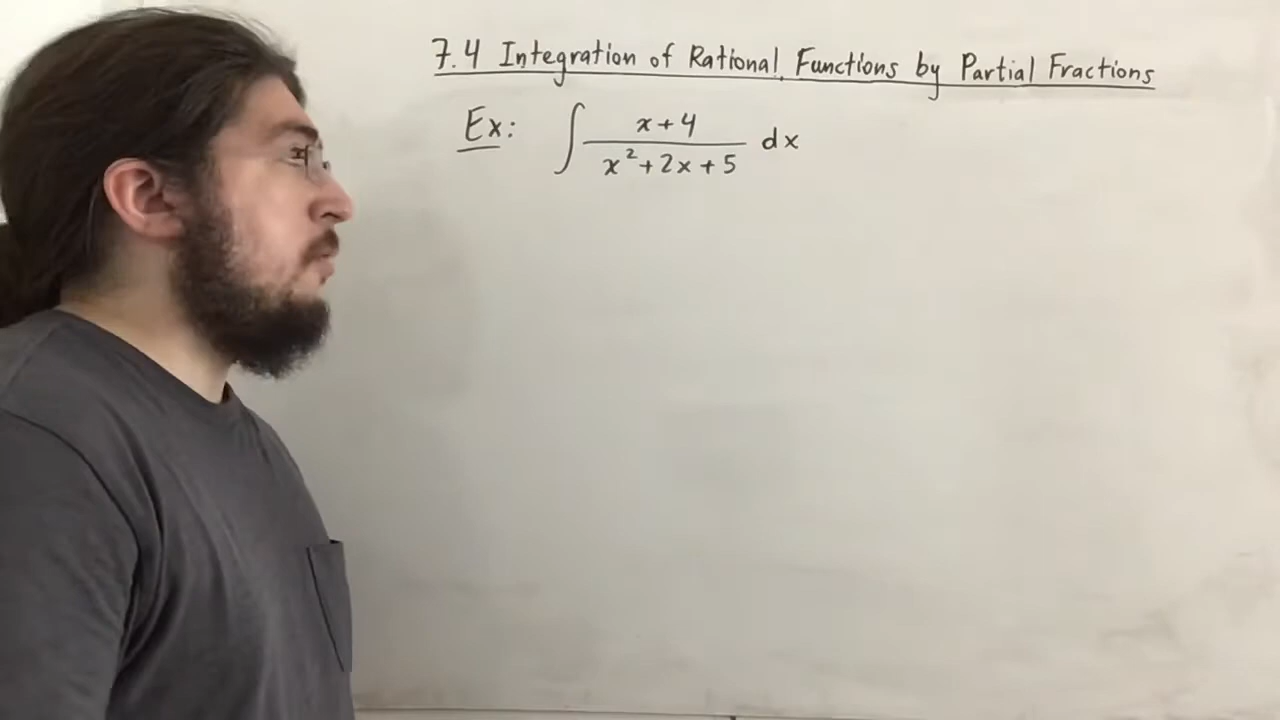 7.4 Integration of Rational Functions by Partial Fractions
Ex: ∫ (x+4)/(x²+2x+5) dx